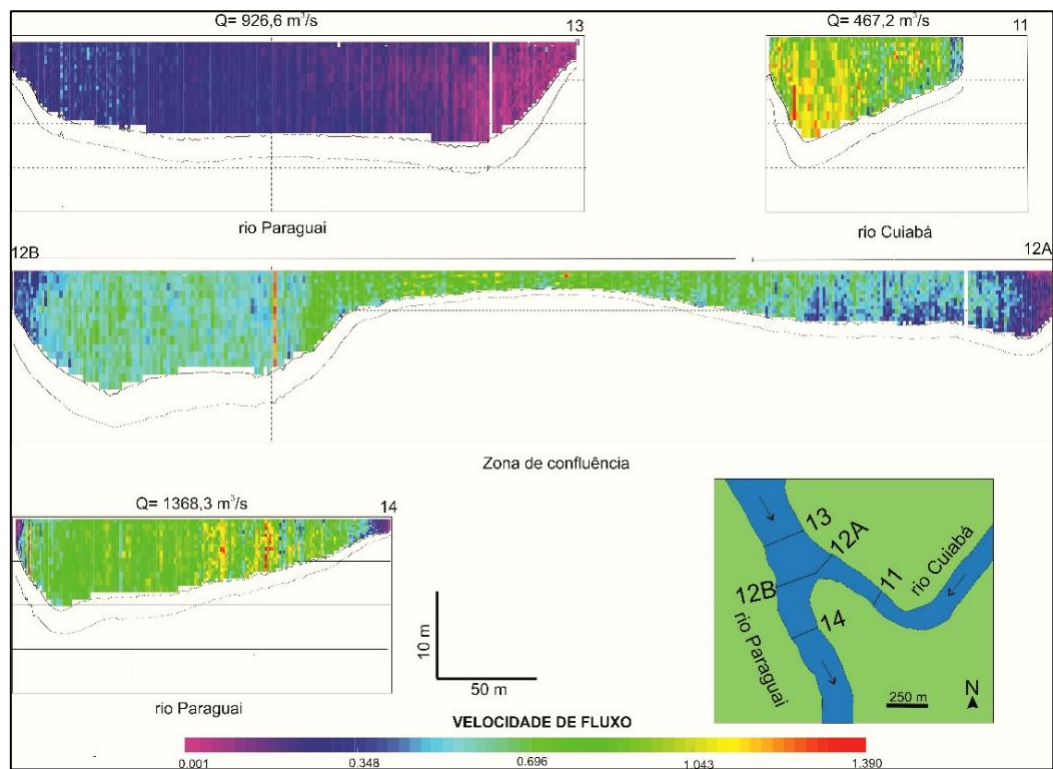 Q= 926,6 m³/s
13
rio Paraguai
Q= 467,2 m³/s
11
rio Cuiabá
12B
12A
Zona de confluência
Q= 1368,3 m³/s
14
rio Paraguai
10 m
50 m
13
12A
12B
11
14
rio Cuiabá
rio Paraguai
250 m
N
VELOCIDADE DE FLUXO
0.001 0.348 0.696 1.043 1.390